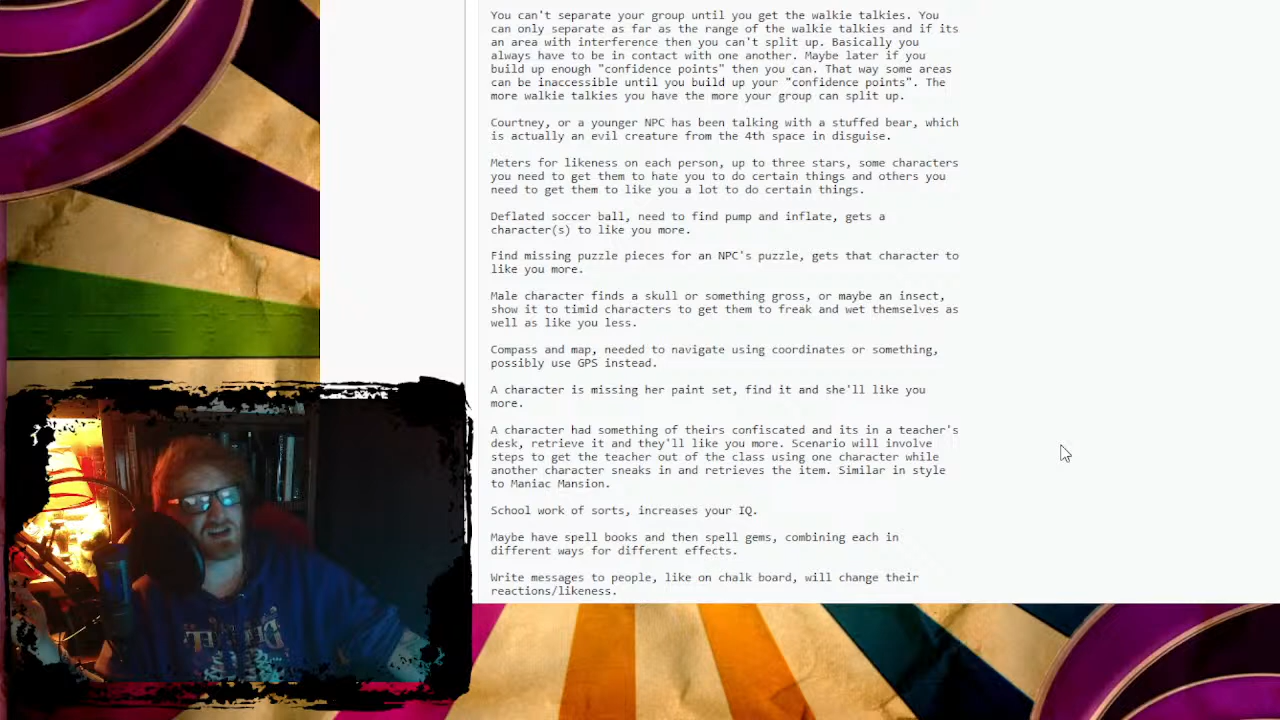 You can't separate your group until you get the walkie talkies. You
can only separate as far as the range of the walkie talkies and if its
an area with interference then you can't split up. Basically you
always have to be in contact with one another. Maybe later if you
build up enough "confidence points" then you can. That way some areas
can be inaccessible until you build up your "confidence points". The
more walkie talkies you have the more your group can split up.
Courtney, or a younger NPC has been talking with a stuffed bear, which
is actually an evil creature from the 4th space in disguise.
Meters for likeness on each person, up to three stars, some characters
you need to get them to hate you to do certain things and others you
need to get them to like you a lot to do certain things.
Deflated soccer ball, need to find pump and inflate, gets a
character(s) to like you more.
Find missing puzzle pieces for an NPC's puzzle, gets that character to
like you more.
Male character finds a skull or something gross, or maybe an insect,
show it to timid characters to get them to freak and wet themselves as
well as like you less.
Compass and map, needed to navigate using coordinates or something,
possibly use GPS instead.
A character is missing her paint set, find it and she'll like you
more.
A character had something of theirs confiscated and its in a teacher's
desk, retrieve it and they'll like you more. Scenario will involve
steps to get the teacher out of the class using one character while
another character sneaks in and retrieves the item. Similar in style
to Maniac Mansion.
School work of sorts, increases your IQ.
Maybe have spell books and then spell gems, combining each in
different ways for different effects.
Write messages to people, like on chalk board, will change their
reactions/likeness.